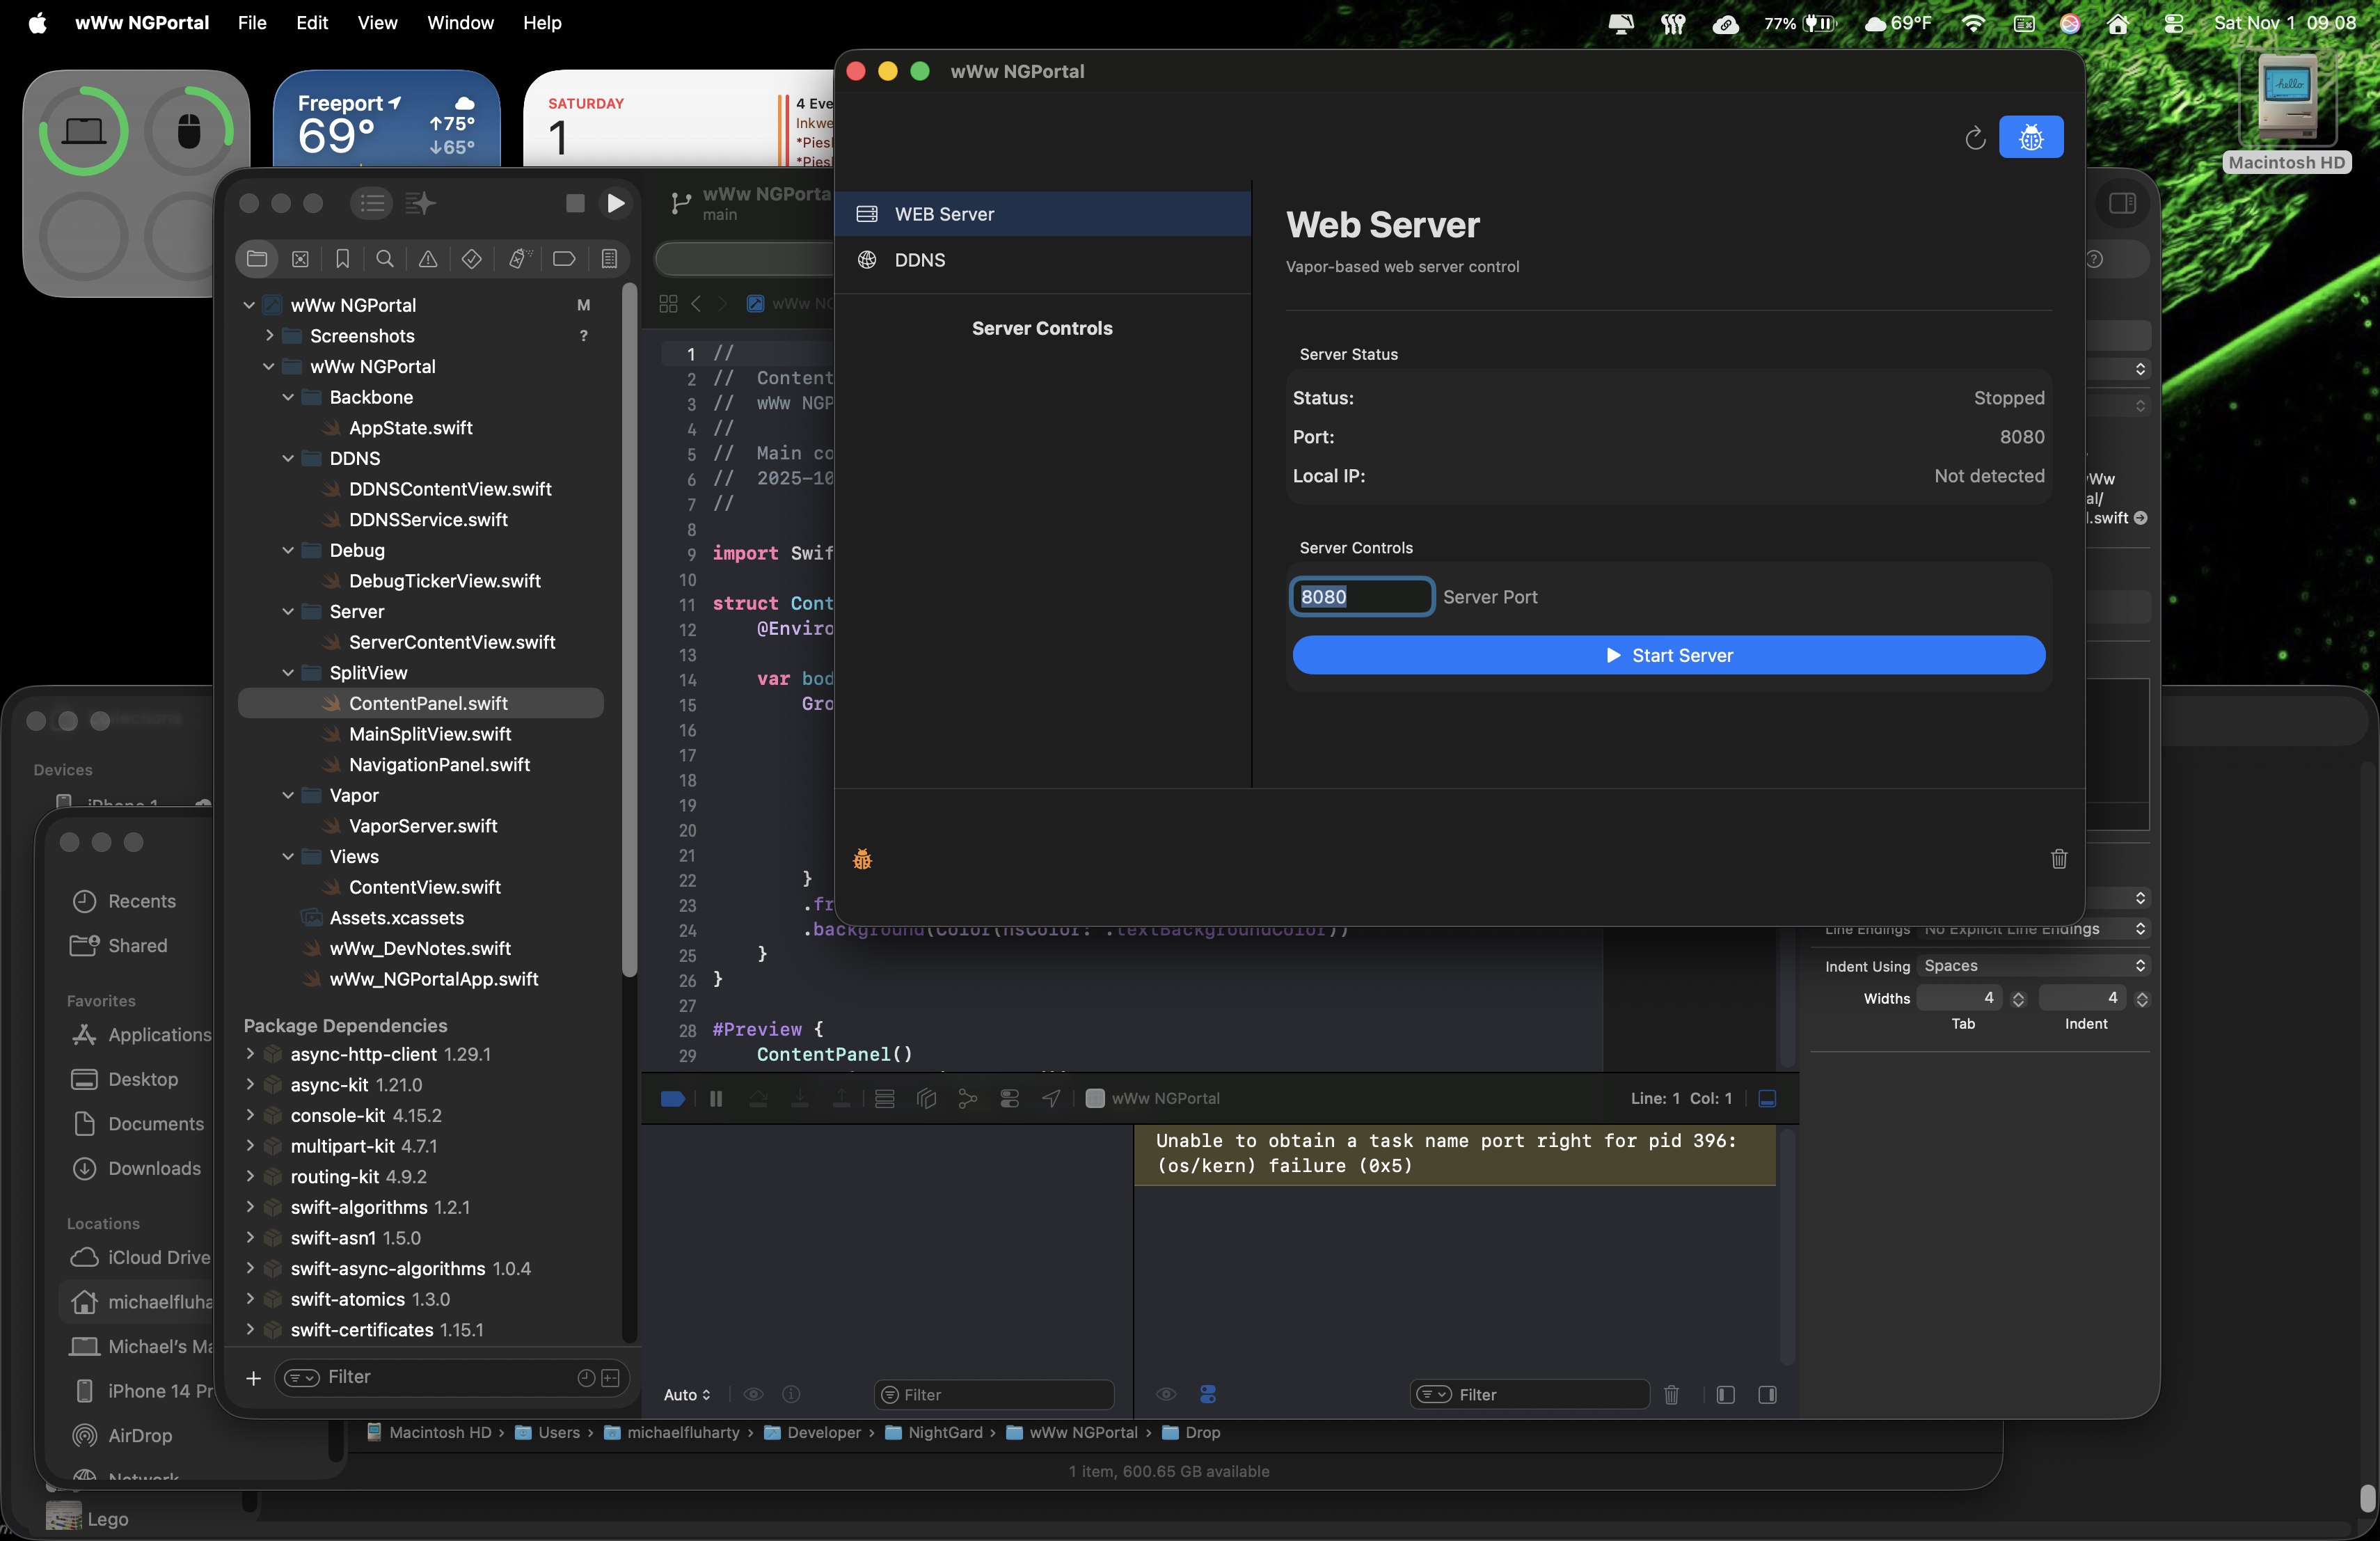 wWw NGPortal File Edit View Window Help
77% 69°F Sat Nov 1 09:08
Freeport
69°
↑75°
↓65°
SATURDAY
1
4 Eve
Inkwe
*Piesl
*Piesl
hello
Macintosh HD
wWw NGPortal
WEB Server
DDNS
Server Controls
Web Server
Vapor-based web server control
Server Status
Status: Stopped
Port: 8080
Local IP: Not detected
Server Controls
8080 Server Port
Start Server
wWw NGPorta
main
wWw NG
wWw NGPortal M
Screenshots ?
wWw NGPortal
Backbone
AppState.swift
DDNS
DDNSContentView.swift
DDNSService.swift
Debug
DebugTickerView.swift
Server
ServerContentView.swift
SplitView
ContentPanel.swift
MainSplitView.swift
NavigationPanel.swift
Vapor
VaporServer.swift
Views
ContentView.swift
Assets.xcassets
wWw_DevNotes.swift
wWw_NGPortalApp.swift
Package Dependencies
async-http-client 1.29.1
async-kit 1.21.0
console-kit 4.15.2
multipart-kit 4.7.1
routing-kit 4.9.2
swift-algorithms 1.2.1
swift-asn1 1.5.0
swift-async-algorithms 1.0.4
swift-atomics 1.3.0
swift-certificates 1.15.1
Filter
1 //
2 // Content
3 // wWw NGP
4 //
5 // Main co
6 // 2025-10
7 //
8
9 import Swif
10
11 struct Cont
12 @Enviro
13
14 var bod
15 Gro
16
17
18
19
20
21
22 }
23 .fr
24 .background(Color(nsColor: .textBackgroundColor))
25 }
26 }
27
28 #Preview {
29 ContentPanel()
wWw NGPortal
Line: 1 Col: 1
Unable to obtain a task name port right for pid 396:
(os/kern) failure (0x5)
Auto
Filter
Filter
al/
l.swift
Line Endings No Explicit Line Endings
Indent Using Spaces
Widths 4 4
Tab Indent
Devices
iPhone 1
Recents
Shared
Favorites
Applications
Desktop
Documents
Downloads
Locations
iCloud Drive
michaelfluha
Michael's Ma
iPhone 14 Pr
AirDrop
Network
Lego
Macintosh HD › Users › michaelfluharty › Developer › NightGard › wWw NGPortal › Drop
1 item, 600.65 GB available